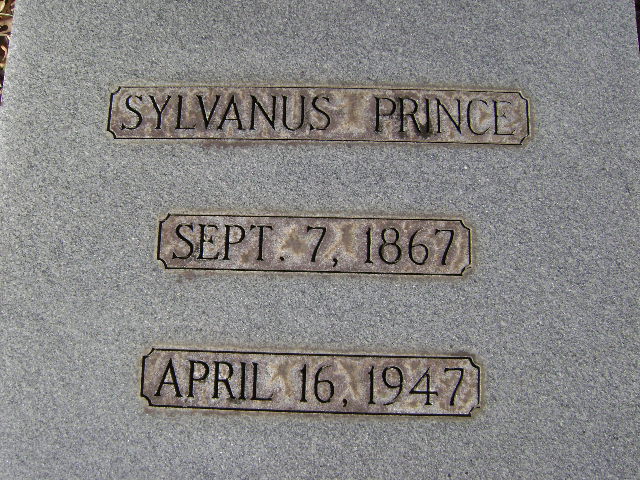 SYLVANUS PRINCE
SEPT. 7, 1867
APRIL 16, 1947